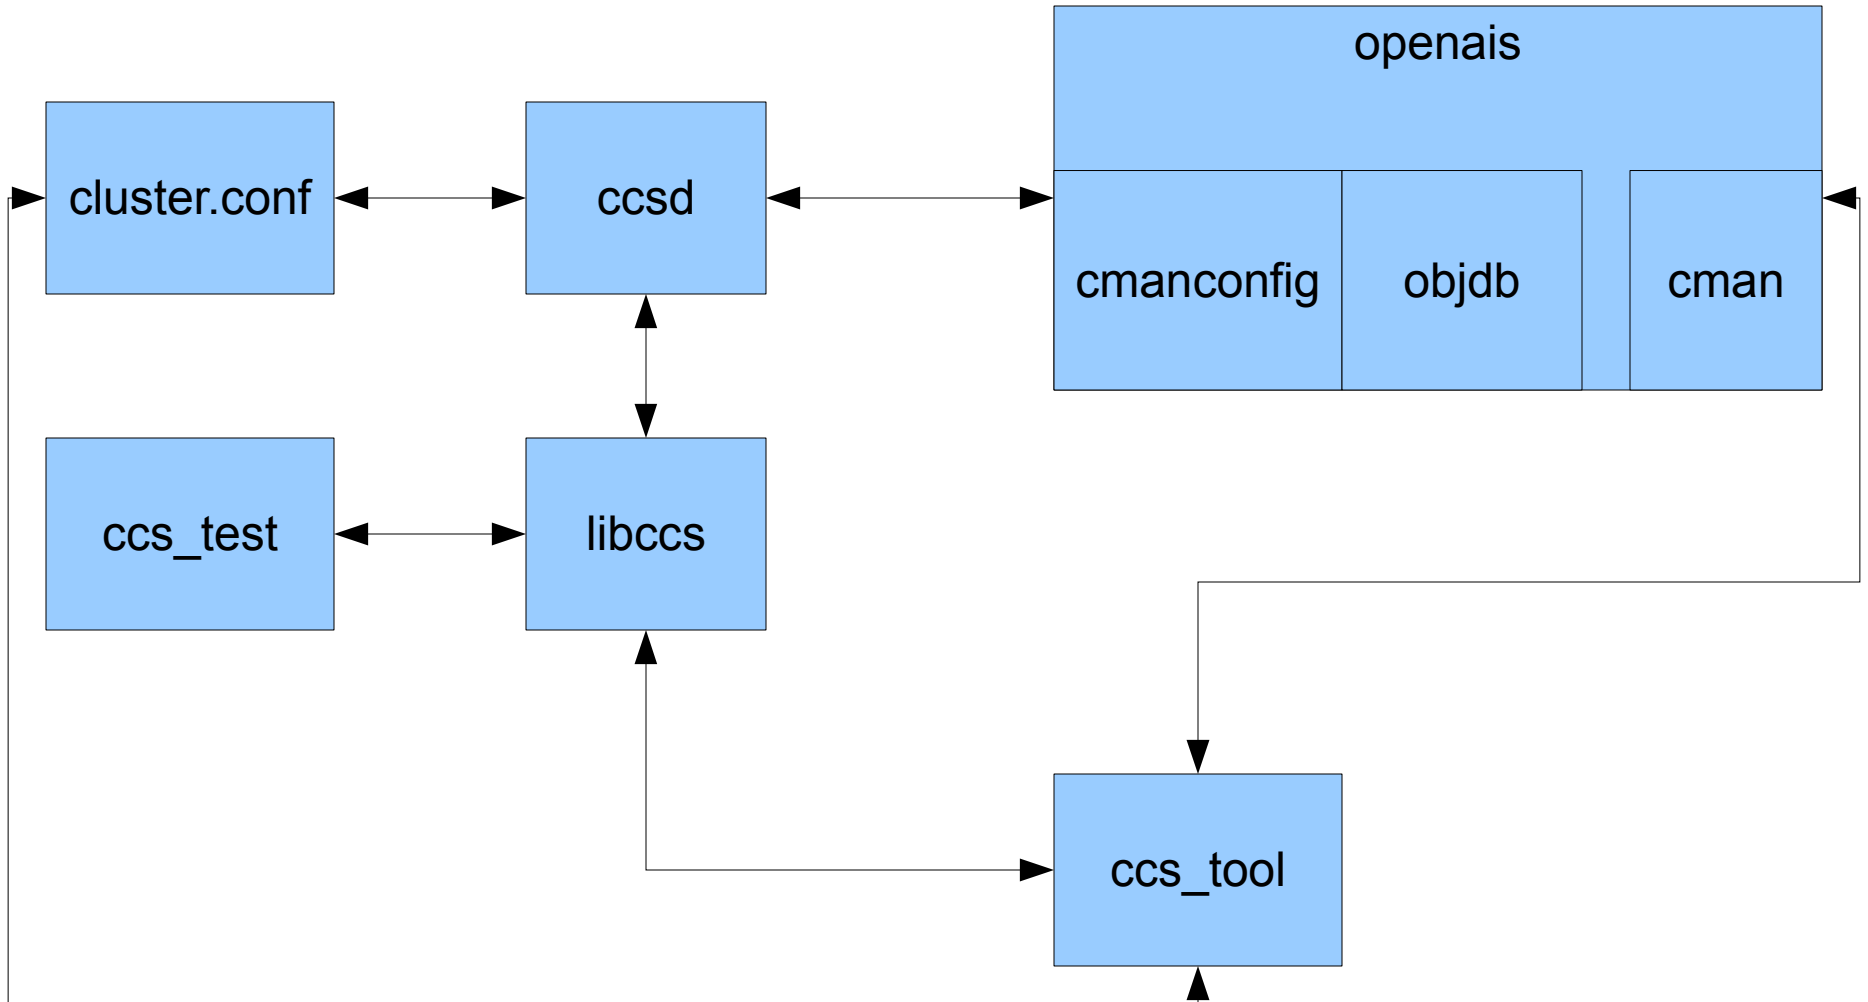 openais
cluster.conf
ccsd
cmanconfig
objdb
cman
ccs_test
libccs
ccs_tool